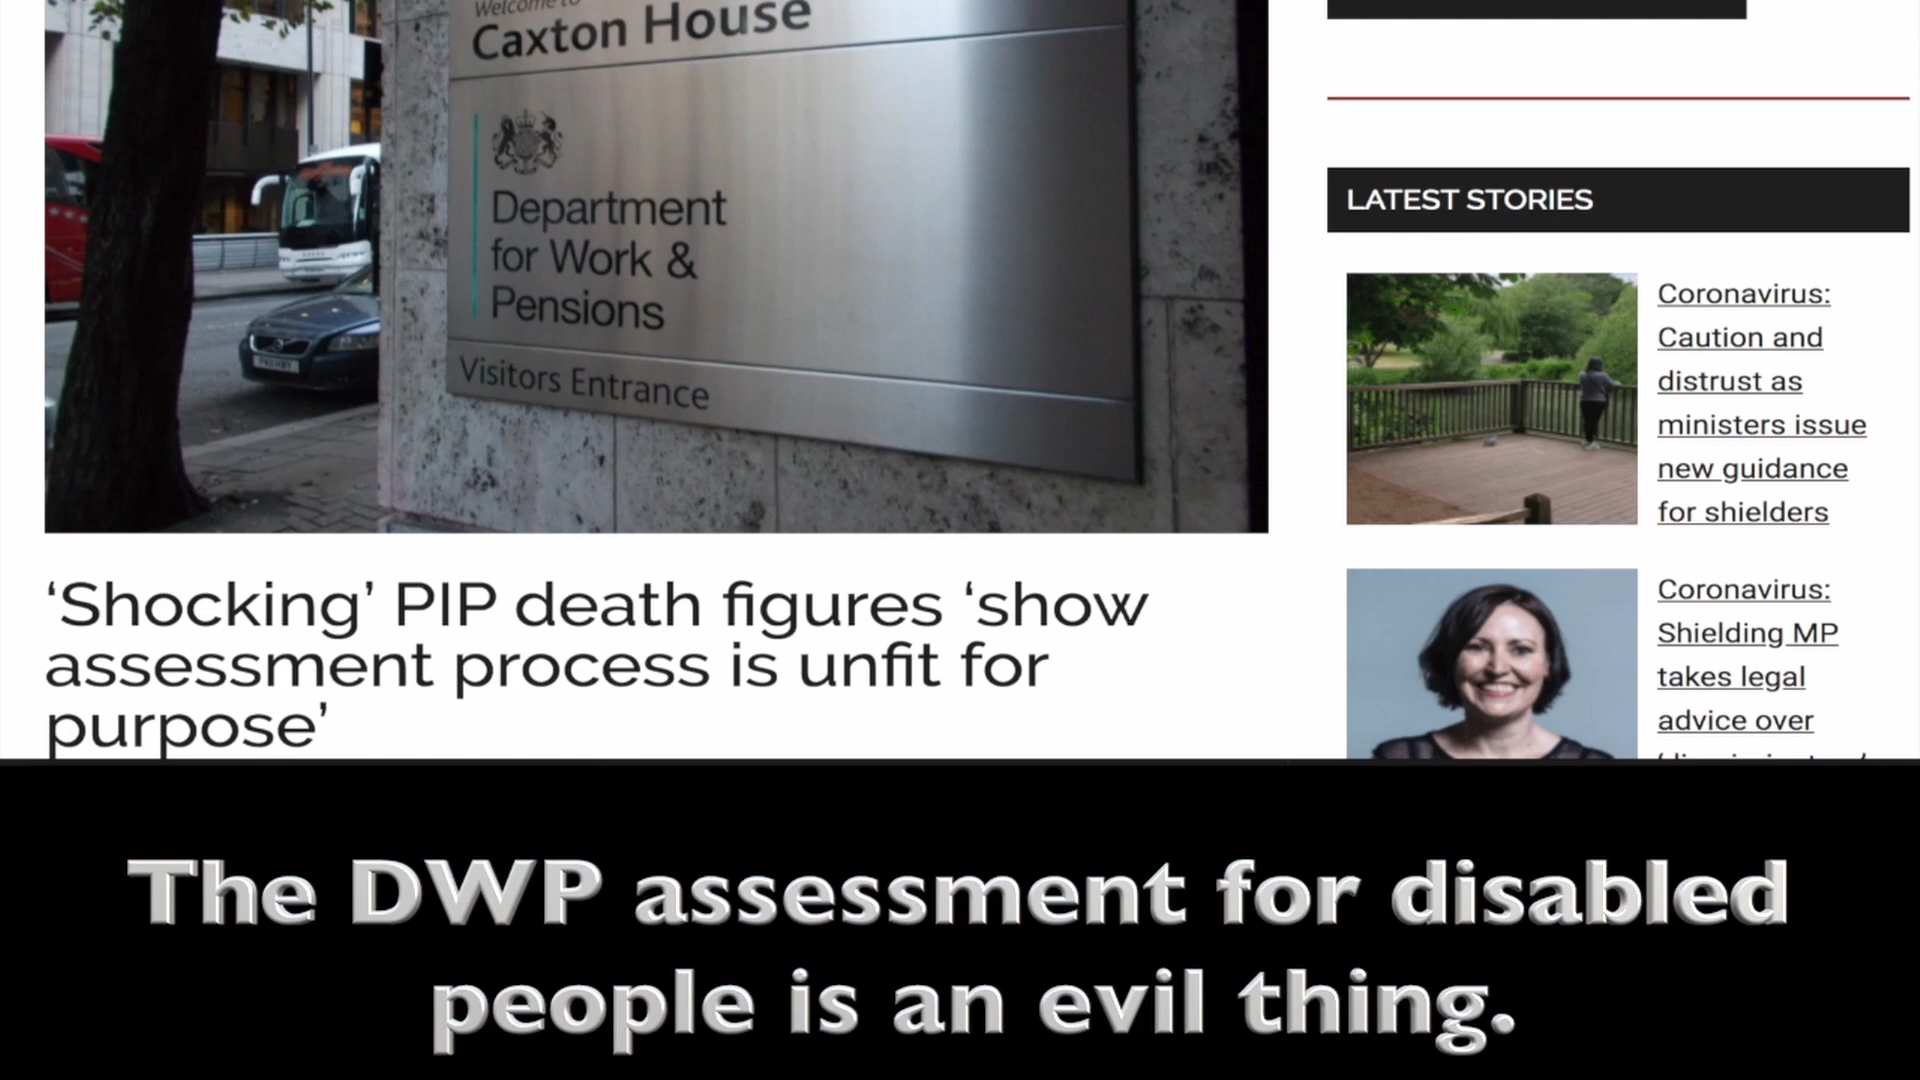 Welcome to
Caxton House
Department
for Work &
Pensions
Visitors Entrance
‘Shocking’ PIP death figures ‘show
assessment process is unfit for
purpose’
LATEST STORIES
Coronavirus:
Caution and
distrust as
ministers issue
new guidance
for shielders
Coronavirus:
Shielding MP
takes legal
advice over
The DWP assessment for disabled
people is an evil thing.